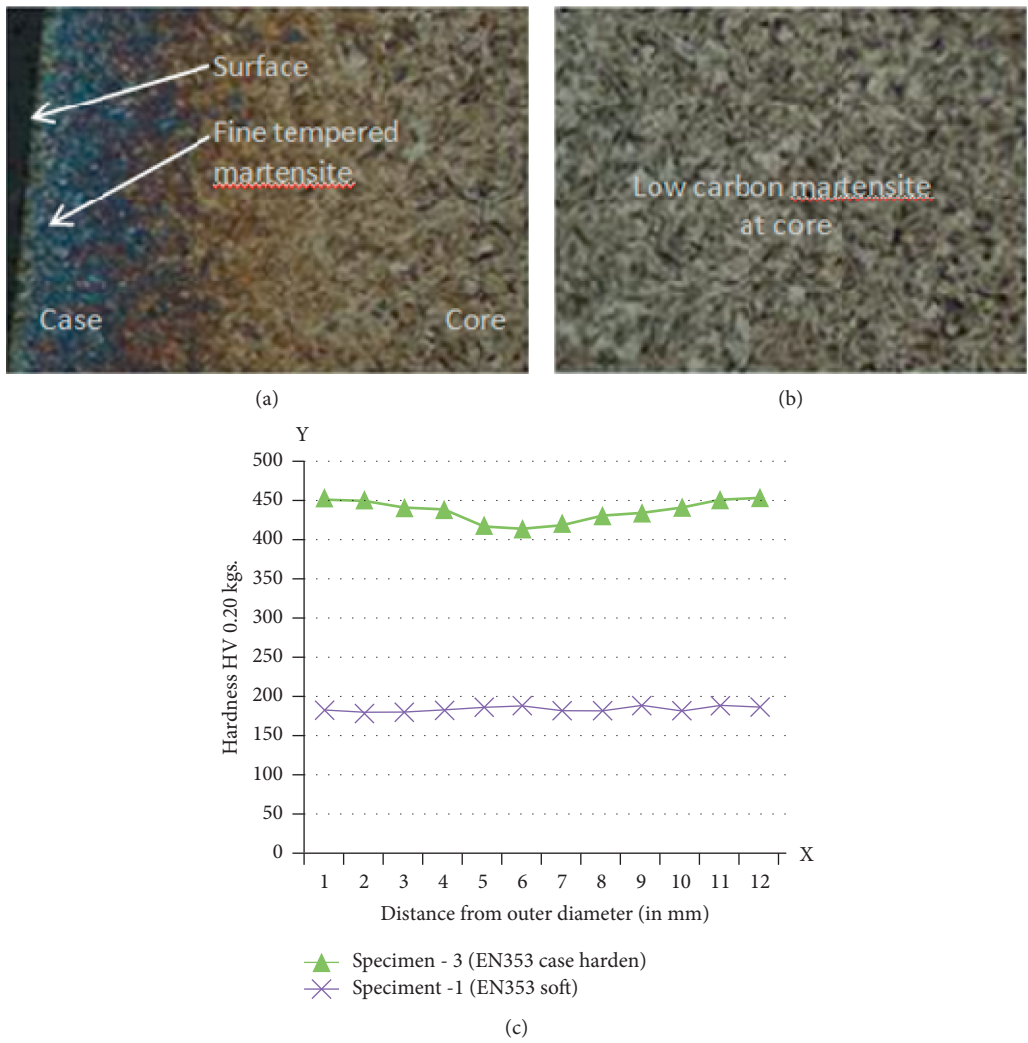 Surface
Fine tempered
martensite
Case
Core
(a)
Low carbon martensite
at core
(b)
Y
500
450
400
350
300
250
200
150
100
50
0
Hardness HV 0.20 kgs.
1 2 3 4 5 6 7 8 9 10 11 12
X
Distance from outer diameter (in mm)
Specimen - 3 (EN353 case harden)
Speciment -1 (EN353 soft)
(c)